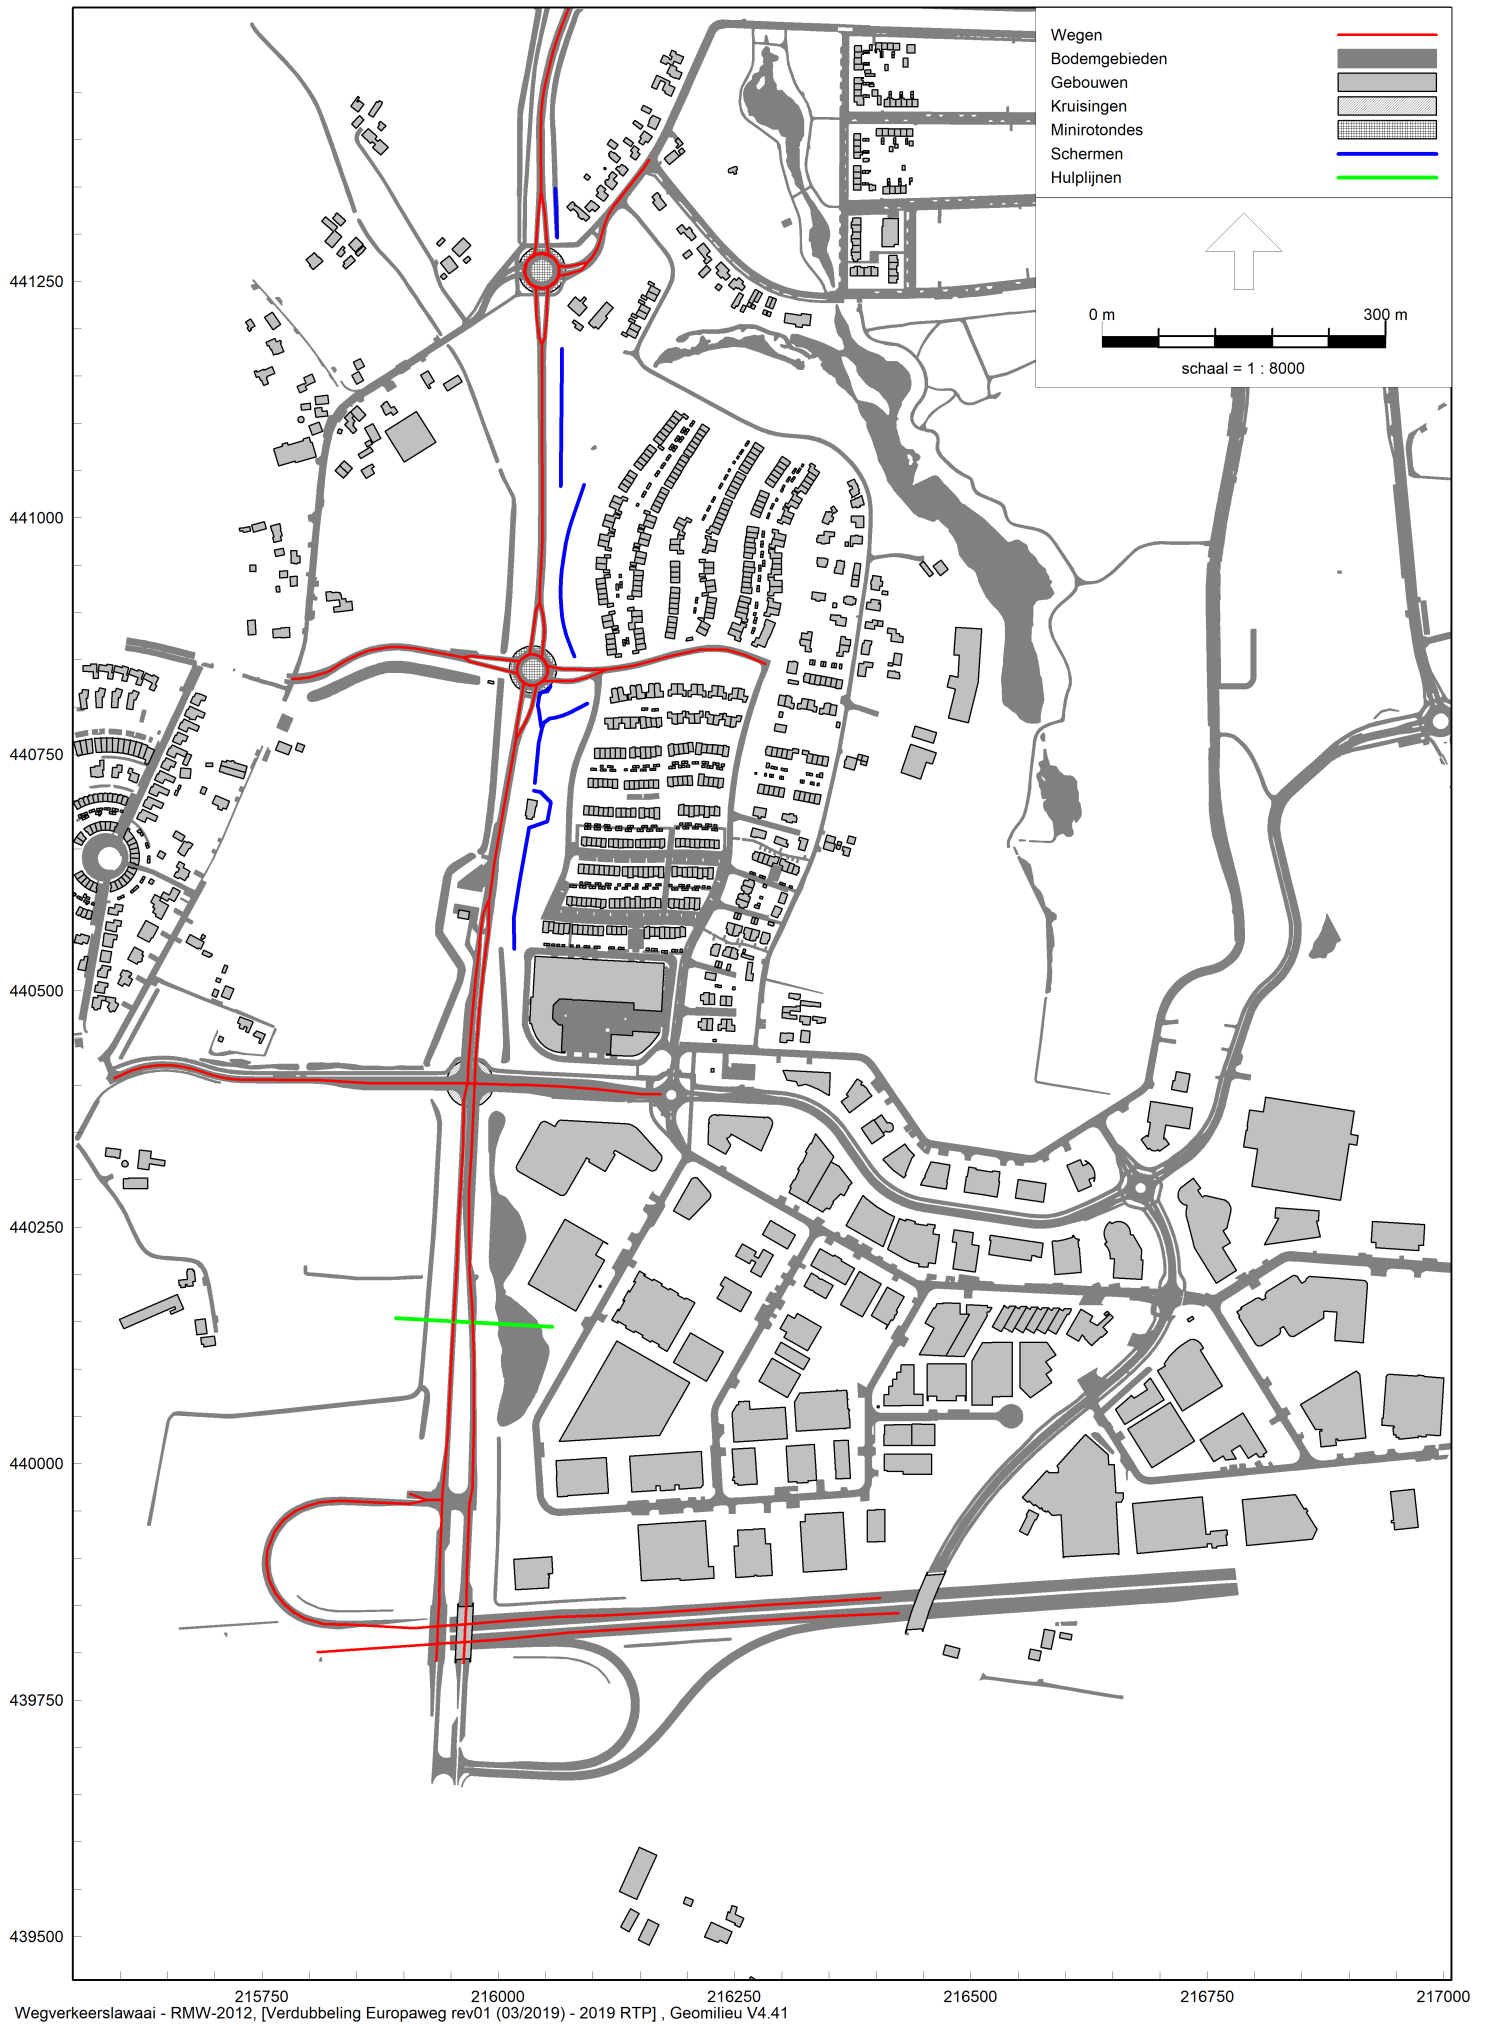 Wegen
Bodemgebieden
Gebouwen
Kruisingen
Minirotondes
Schermen
Hulplijnen
0 m 300 m
schaal = 1 : 8000
441250
441000
440750
440500
440250
440000
439750
439500
215750 216000 216250 216500 216750 217000
Wegverkeerslawaai - RMW-2012, [Verdubbeling Europaweg rev01 (03/2019) - 2019 RTP] , Geomilieu V4.41